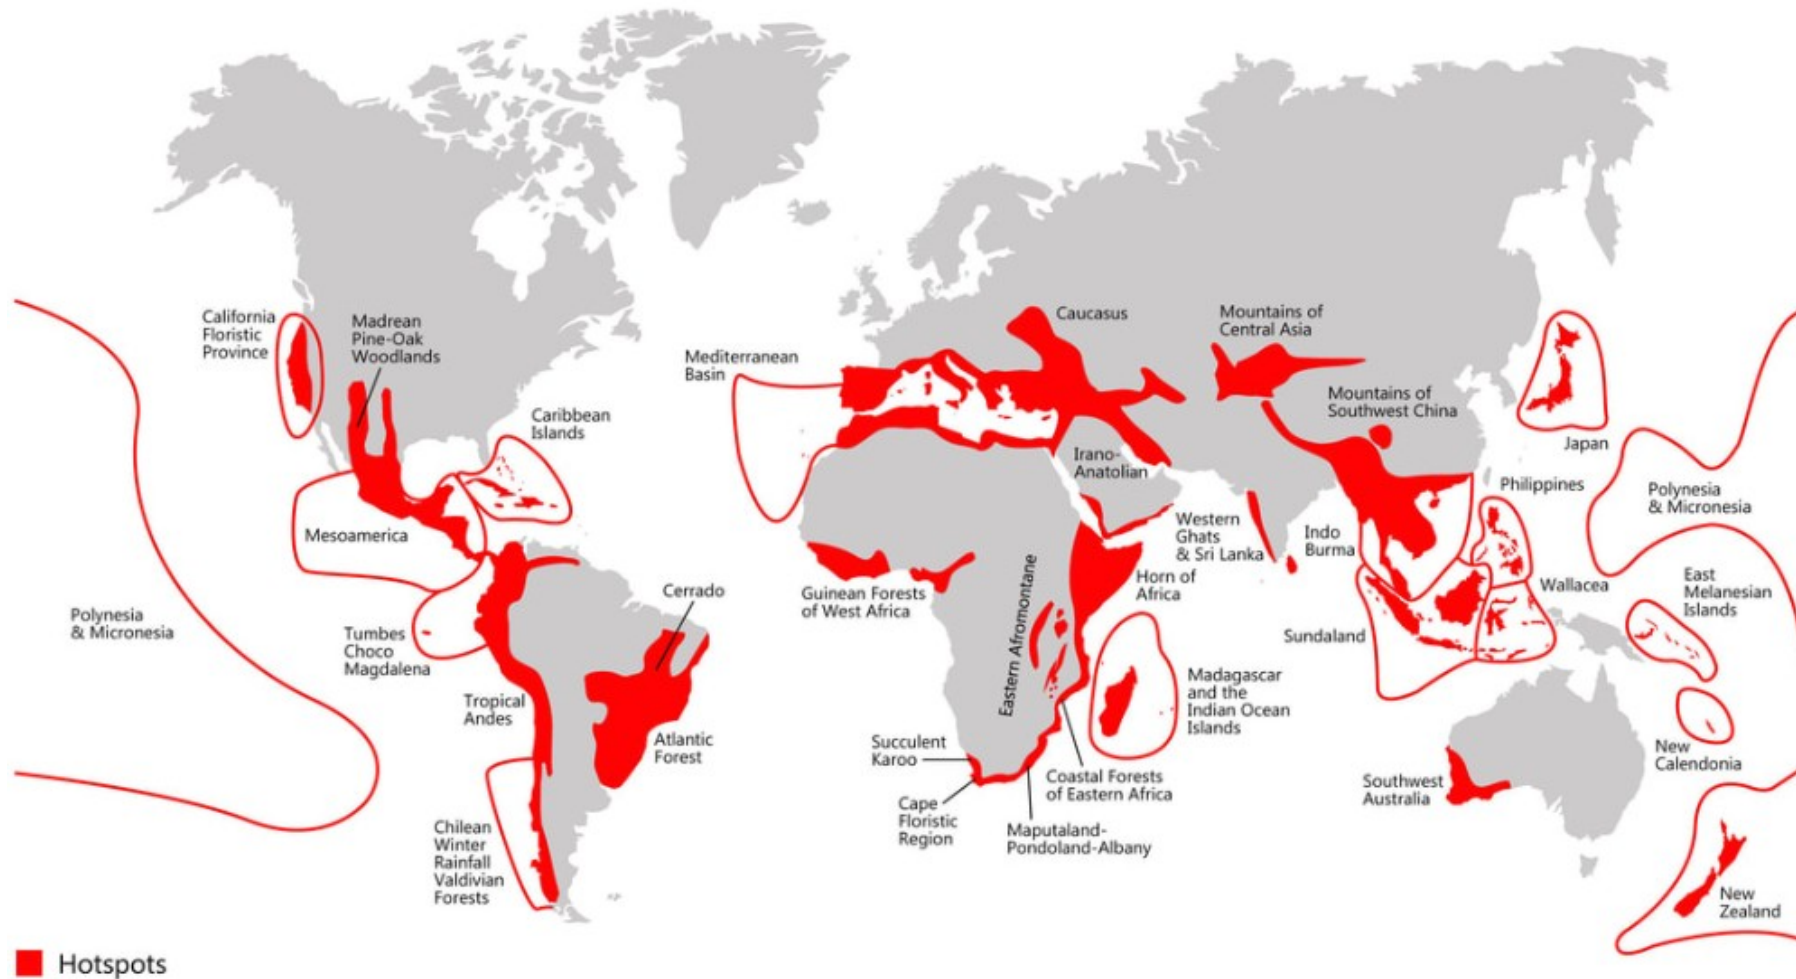 California
Floristic
Province
Madrean
Pine-Oak
Woodlands
Caribbean
Islands
Mesoamerica
Polynesia
& Micronesia
Tumbes
Choco
Magdalena
Tropical
Andes
Cerrado
Atlantic
Forest
Chilean
Winter
Rainfall
Valdivian
Forests
Mediterranean
Basin
Caucasus
Mountains of
Central Asia
Mountains of
Southwest China
Irano-
Anatolian
Japan
Philippines
Polynesia
& Micronesia
Western
Ghats
& Sri Lanka
Indo
Burma
Guinean Forests
of West Africa
Eastern Afromontane
Horn of
Africa
Wallacea
East
Melanesian
Islands
Sundaland
Madagascar
and the
Indian Ocean
Islands
Succulent
Karoo
Cape
Floristic
Region
Coastal Forests
of Eastern Africa
Maputaland-
Pondoland-Albany
Southwest
Australia
New
Calendonia
New
Zealand
Hotspots